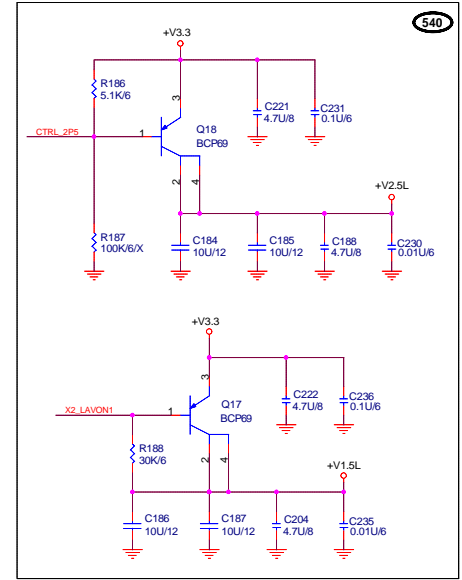 540
+V3.3
R186
5.1K/6
3
C221
4.7U/8
C231
0.1U/6
CTRL_2P5
1
Q18
BCP69
2
4
+V2.5L
R187
100K/6/X
C184
10U/12
C185
10U/12
C188
4.7U/8
C230
0.01U/6
+V3.3
3
C222
4.7U/8
C236
0.1U/6
X2_LAVON1
1
Q17
BCP69
R188
30K/6
2
4
+V1.5L
C186
10U/12
C187
10U/12
C204
4.7U/8
C235
0.01U/6